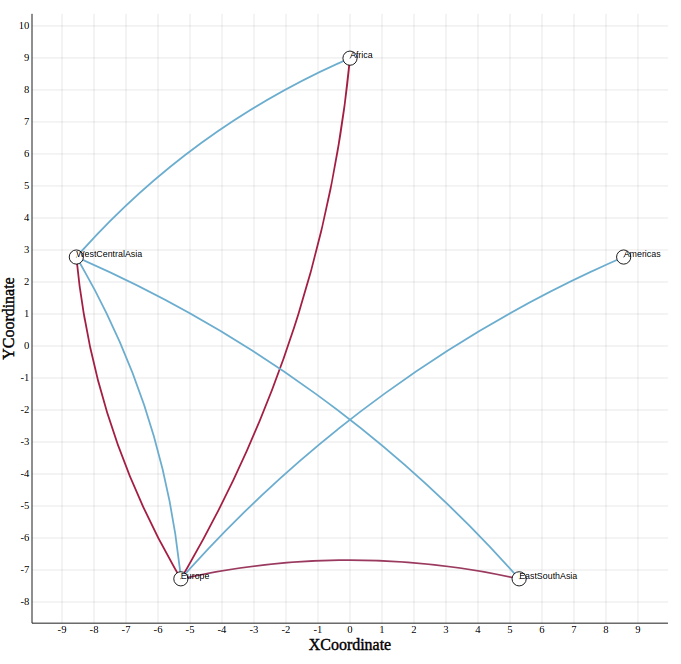 10
9
8
7
6
5
4
3
2
1
0
-1
-2
-3
-4
-5
-6
-7
-8
YCoordinate
Africa
WestCentralAsia
Americas
Europe
EastSouthAsia
-9 -8 -7 -6 -5 -4 -3 -2 -1 0 1 2 3 4 5 6 7 8 9
XCoordinate